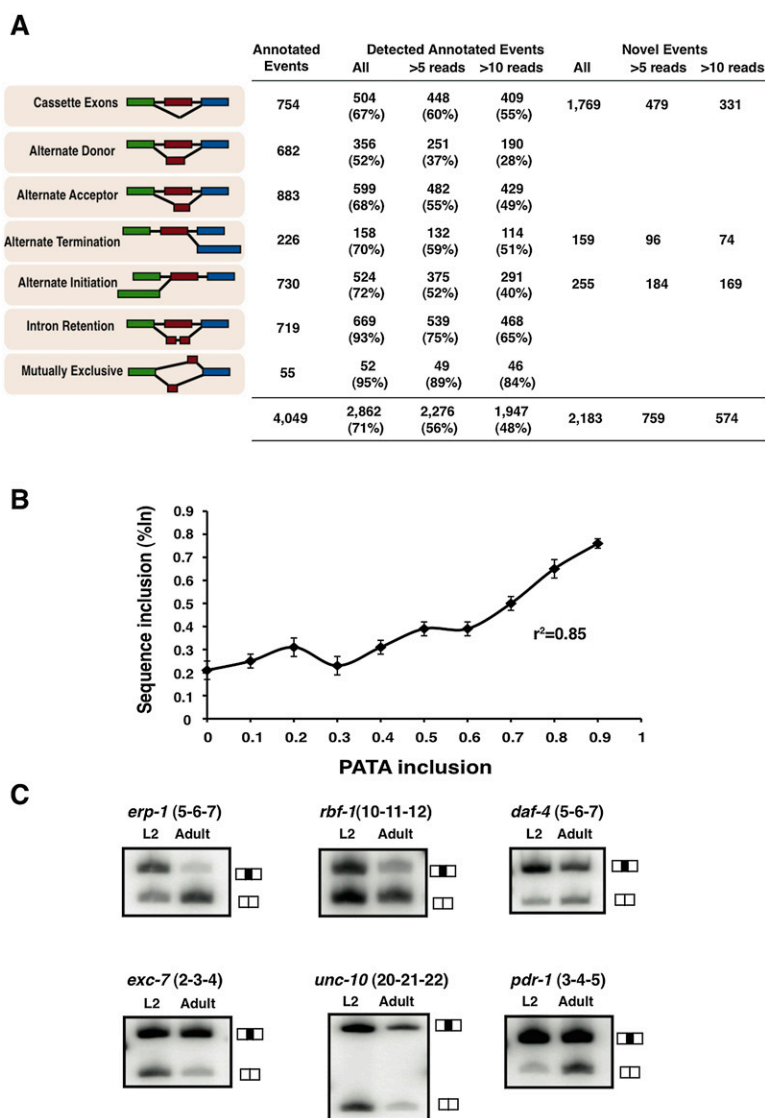 A
Annotated Events
Detected Annotated Events
Novel Events
All >5 reads >10 reads All >5 reads >10 reads
Cassette Exons 754 504 (67%) 448 (60%) 409 (55%) 1,769 479 331
Alternate Donor 682 356 (52%) 251 (37%) 190 (28%)
Alternate Acceptor 883 599 (68%) 482 (55%) 429 (49%)
Alternate Termination 226 158 (70%) 132 (59%) 114 (51%) 159 96 74
Alternate Initiation 730 524 (72%) 375 (52%) 291 (40%) 255 184 169
Intron Retention 719 669 (93%) 539 (75%) 468 (65%)
Mutually Exclusive 55 52 (95%) 49 (89%) 46 (84%)
4,049 2,862 (71%) 2,276 (56%) 1,947 (48%) 2,183 759 574
B
Sequence inclusion (%In)
0.9
0.8
0.7
0.6
0.5
0.4
0.3
0.2
0.1
0
r²=0.85
0 0.1 0.2 0.3 0.4 0.5 0.6 0.7 0.8 0.9 1
PATA inclusion
C
erp-1 (5-6-7)
L2 Adult
rbf-1(10-11-12)
L2 Adult
daf-4 (5-6-7)
L2 Adult
exc-7 (2-3-4)
L2 Adult
unc-10 (20-21-22)
L2 Adult
pdr-1 (3-4-5)
L2 Adult